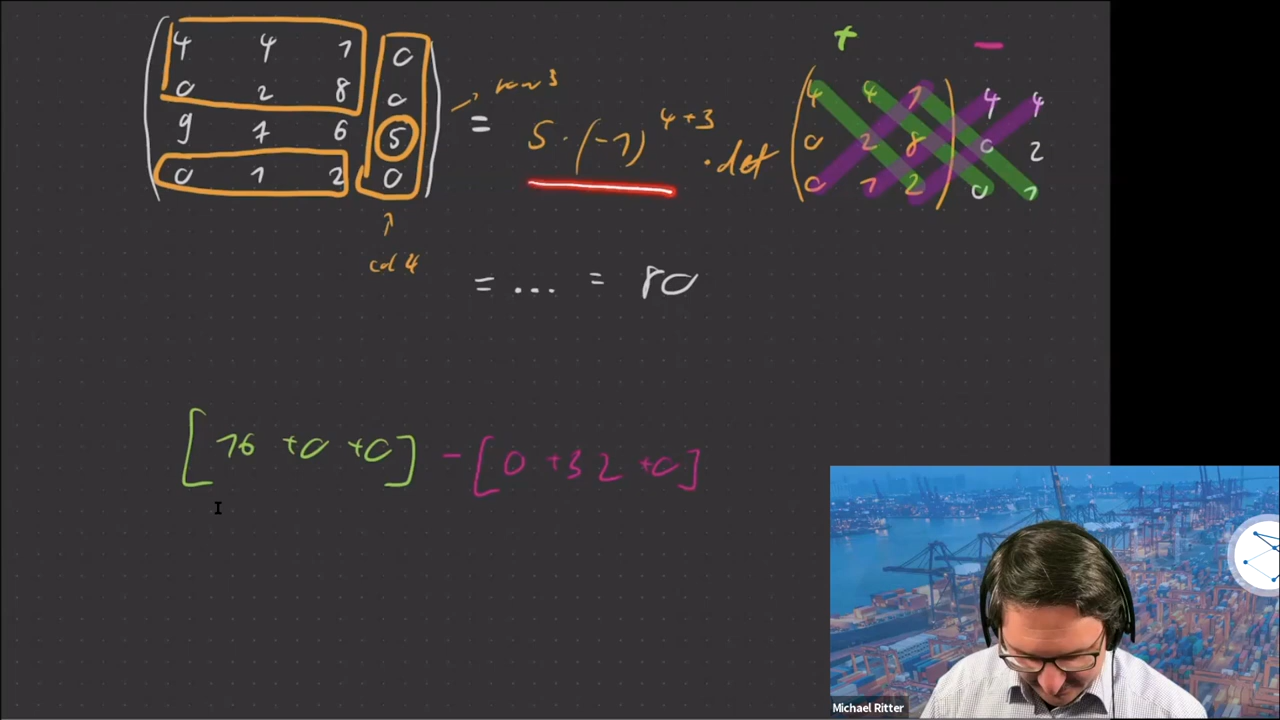 4 4 1 0
0 2 8 0
9 7 6 5
0 1 2 0
row 3
col 4
= 5 · (-1)^4+3 · det
+ -
4 4 1 4 4
0 2 8 0 2
0 1 2 0 1
= ... = 80
[16 + 0 + 0] - [0 + 32 + 0]
Michael Ritter